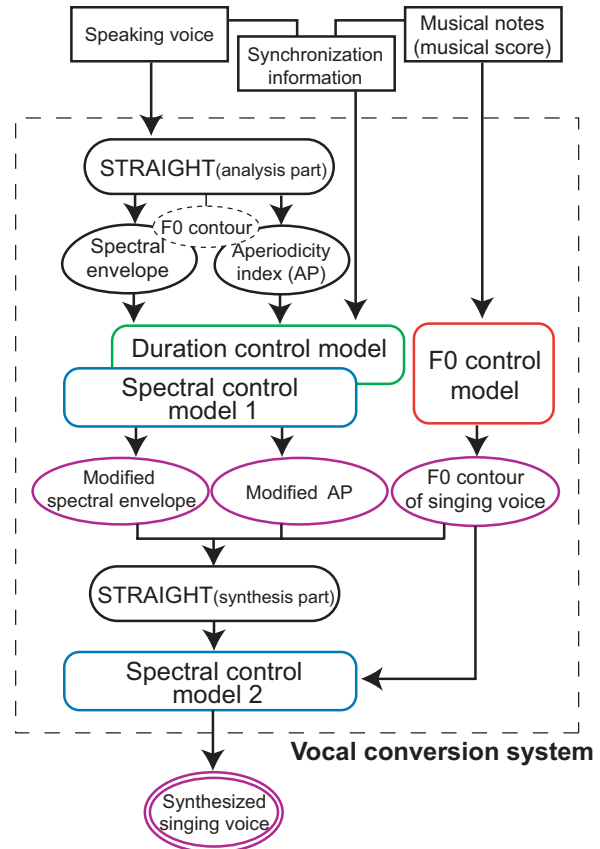 Speaking voice
Synchronization
information
Musical notes
(musical score)
STRAIGHT(analysis part)
F0 contour
Spectral
envelope
Aperiodicity
index (AP)
Duration control model
Spectral control
model 1
F0 control
model
Modified
spectral envelope
Modified AP
F0 contour
of singing voice
STRAIGHT(synthesis part)
Spectral control
model 2
Vocal conversion system
Synthesized
singing voice